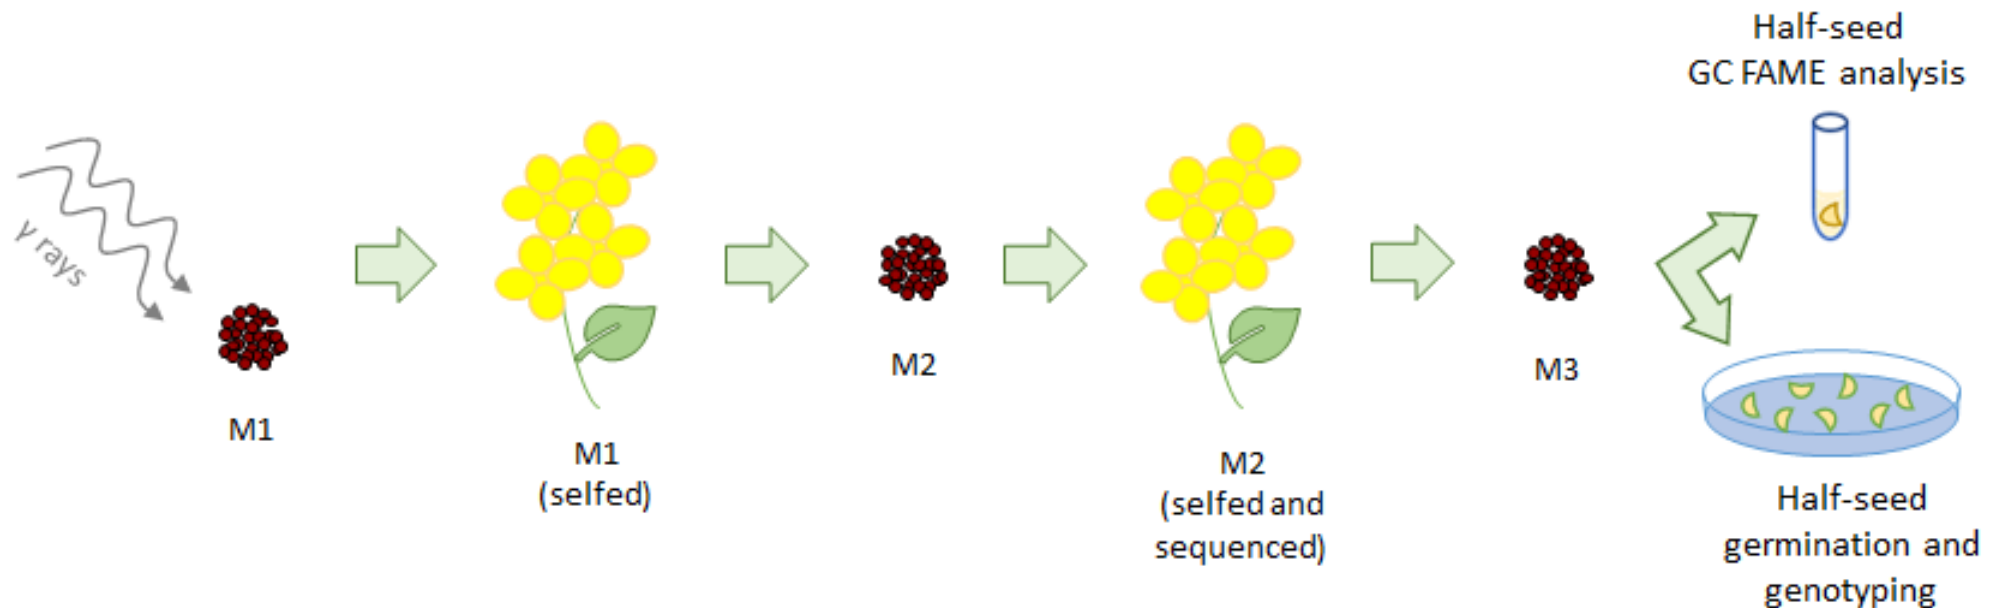 γ rays
M1
M1
(selfed)
M2
M2
(selfed and
sequenced)
M3
Half-seed
GC FAME analysis
Half-seed
germination and
genotyping